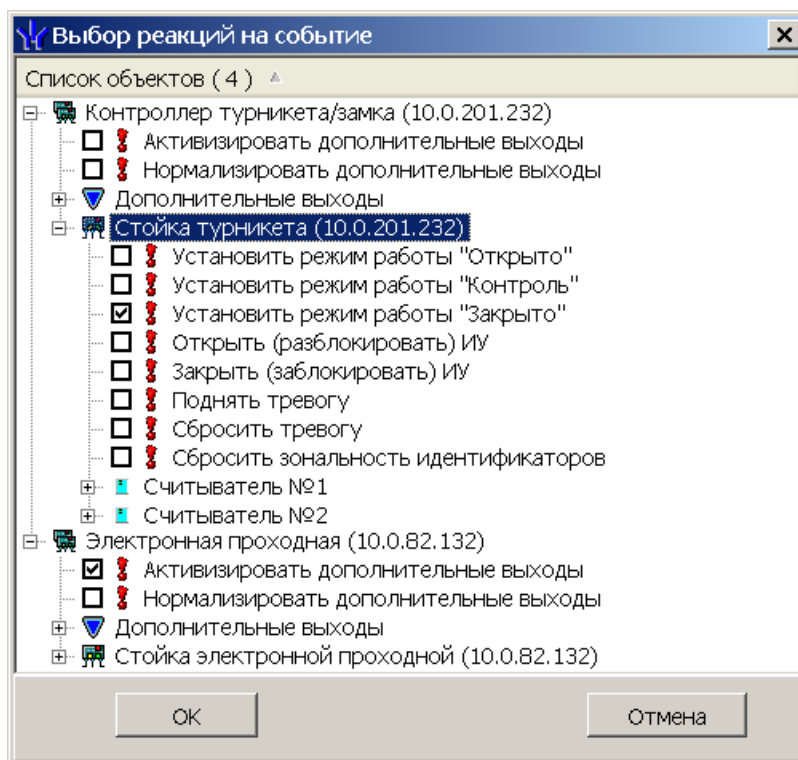 Выбор реакций на событие
Список объектов ( 4 )
Контроллер турникета/замка (10.0.201.232)
Активизировать дополнительные выходы
Нормализировать дополнительные выходы
Дополнительные выходы
Стойка турникета (10.0.201.232)
Установить режим работы "Открыто"
Установить режим работы "Контроль"
Установить режим работы "Закрыто"
Открыть (разблокировать) ИУ
Закрыть (заблокировать) ИУ
Поднять тревогу
Сбросить тревогу
Сбросить зональность идентификаторов
Считыватель №1
Считыватель №2
Электронная проходная (10.0.82.132)
Активизировать дополнительные выходы
Нормализировать дополнительные выходы
Дополнительные выходы
Стойка электронной проходной (10.0.82.132)
OK
Отмена